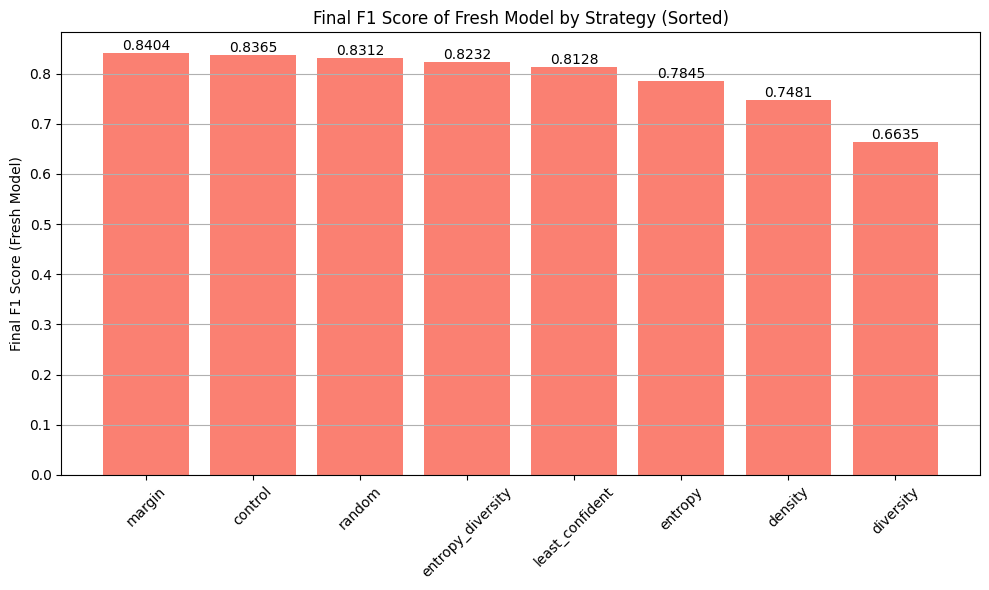 Final F1 Score of Fresh Model by Strategy (Sorted)
Final F1 Score (Fresh Model)
0.8
0.7
0.6
0.5
0.4
0.3
0.2
0.1
0.0
0.8404
0.8365
0.8312
0.8232
0.8128
0.7845
0.7481
0.6635
margin
control
random
entropy_diversity
least_confident
entropy
density
diversity